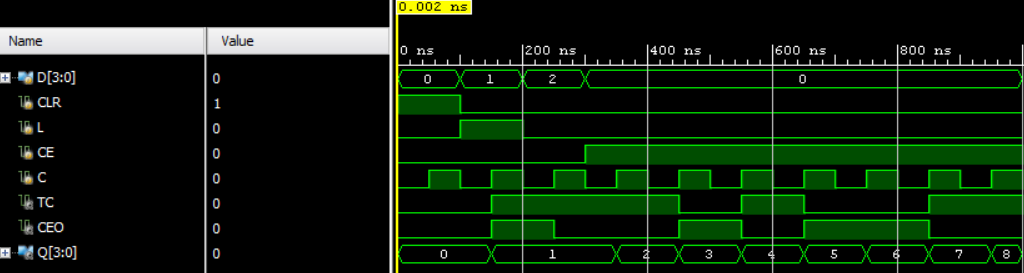 0.002 ns
Name Value
0 ns 200 ns 400 ns 600 ns 800 ns
D[3:0] 0 0 1 2 0
CLR 1
L 0
CE 0
C 0
TC 0
CEO 0
Q[3:0] 0 0 1 2 3 4 5 6 7 8